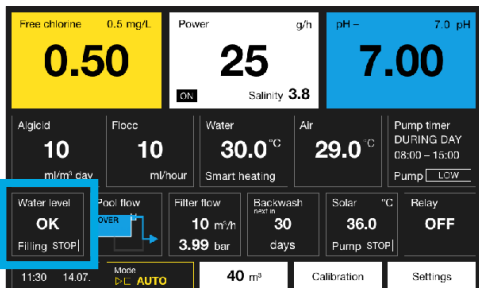 Free chlorine 0.5 mg/L Power g/h pH – 7.0 pH
0.50 25 7.00
ON Salinity 3.8
Algicid Flocc Water Air Pump timer
10 10 30.0 °C 29.0 °C DURING DAY
08:00 – 15:00
ml/m³ day ml/hour Smart heating Pump LOW
Water level Pool flow Filter flow Backwash Solar °C Relay
next in
OK OVER 10 m³/h 30 36.0 OFF
Filling STOP 3.99 bar days Pump STOP
11:30 14.07. Mode AUTO 40 m³ Calibration Settings